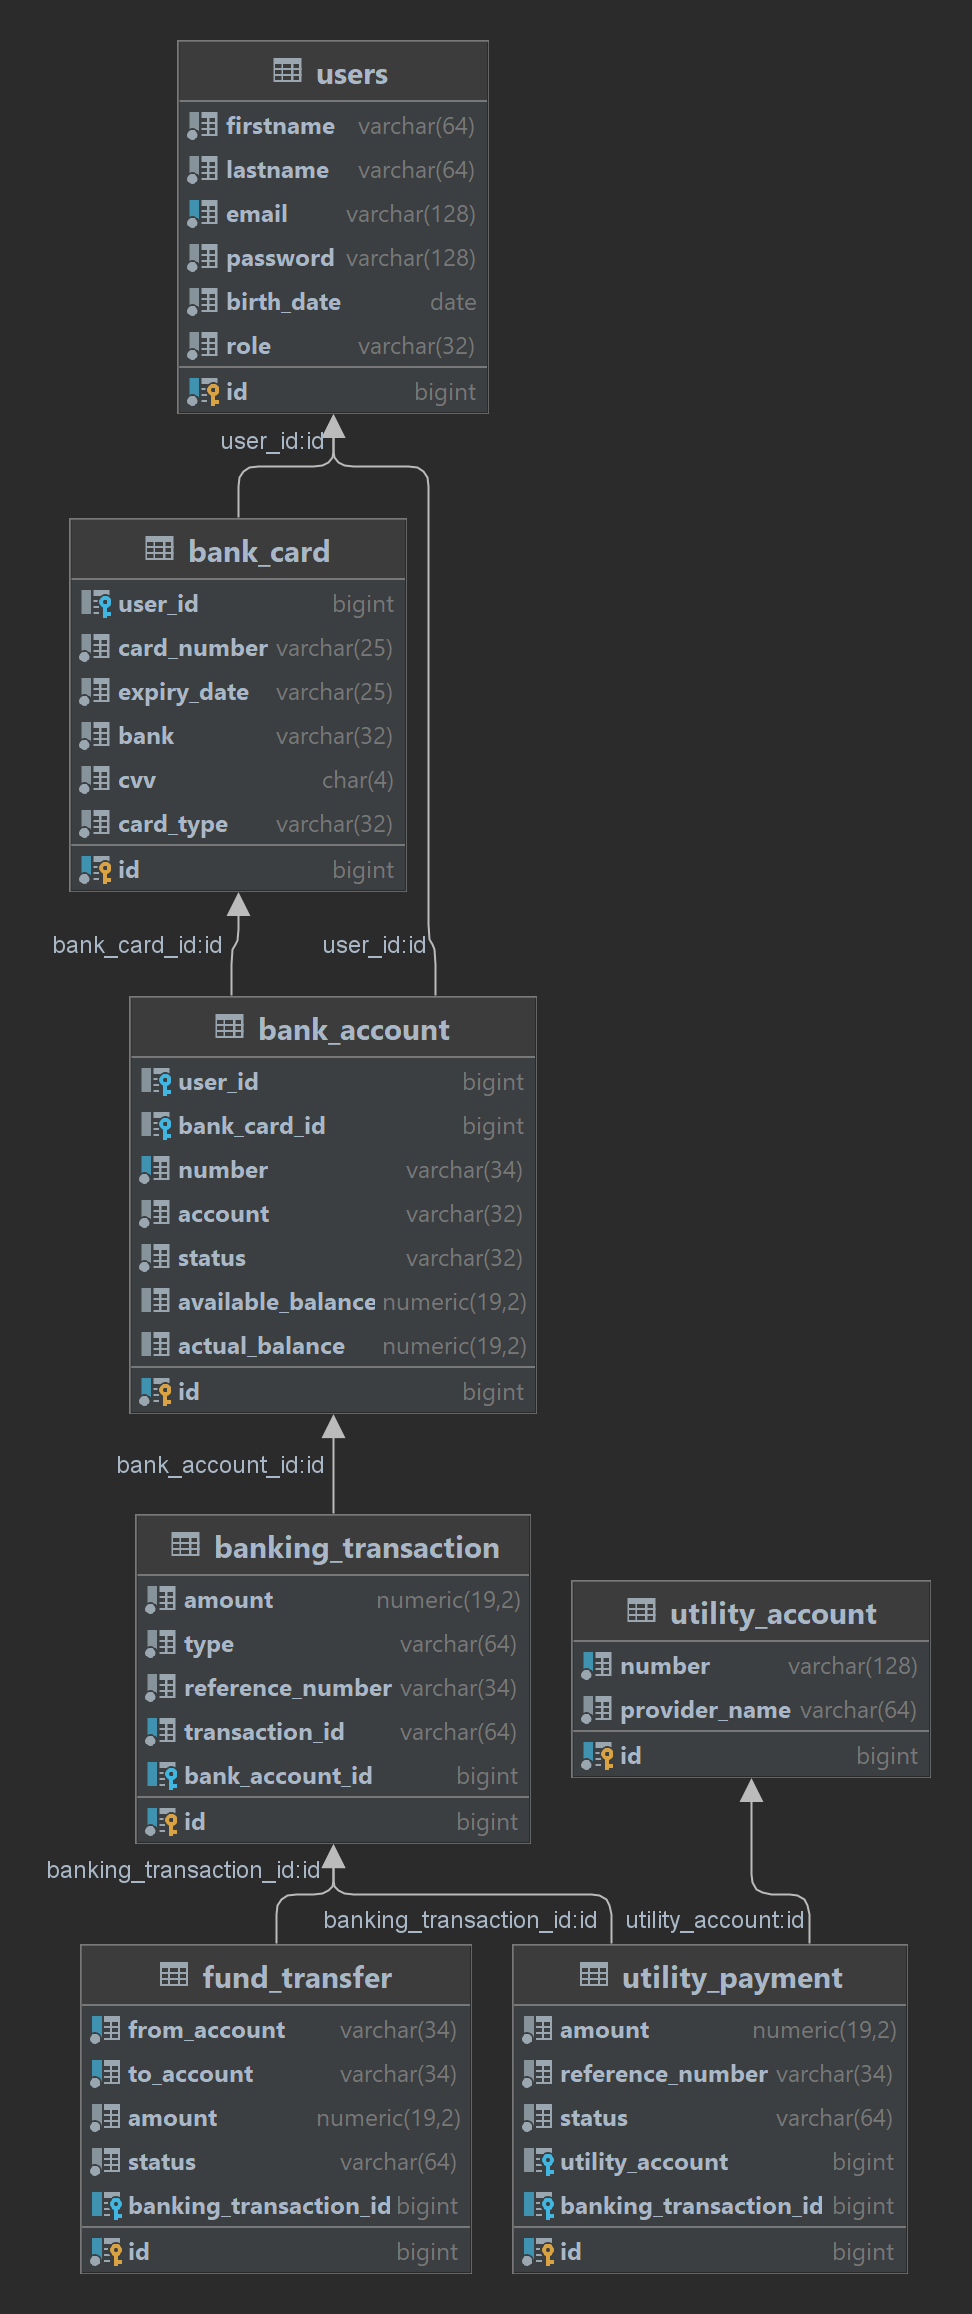 users
firstname varchar(64)
lastname varchar(64)
email varchar(128)
password varchar(128)
birth_date date
role varchar(32)
id bigint
user_id:id
bank_card
user_id bigint
card_number varchar(25)
expiry_date varchar(25)
bank varchar(32)
cvv char(4)
card_type varchar(32)
id bigint
bank_card_id:id
user_id:id
bank_account
user_id bigint
bank_card_id bigint
number varchar(34)
account varchar(32)
status varchar(32)
available_balance numeric(19,2)
actual_balance numeric(19,2)
id bigint
bank_account_id:id
banking_transaction
amount numeric(19,2)
type varchar(64)
reference_number varchar(34)
transaction_id varchar(64)
bank_account_id bigint
id bigint
utility_account
number varchar(128)
provider_name varchar(64)
id bigint
banking_transaction_id:id
banking_transaction_id:id
utility_account:id
fund_transfer
from_account varchar(34)
to_account varchar(34)
amount numeric(19,2)
status varchar(64)
banking_transaction_id bigint
id bigint
utility_payment
amount numeric(19,2)
reference_number varchar(34)
status varchar(64)
utility_account bigint
banking_transaction_id bigint
id bigint